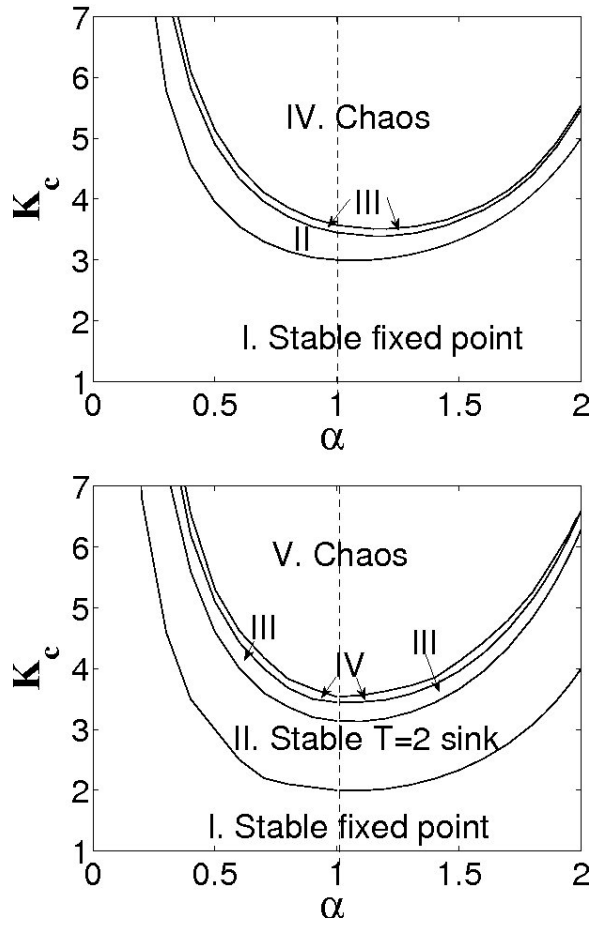 7
6
5
4
3
2
1
K_c
IV. Chaos
III
II
I. Stable fixed point
0 0.5 1 1.5 2
α
7
6
5
4
3
2
1
K_c
V. Chaos
III
III
IV
II. Stable T=2 sink
I. Stable fixed point
0 0.5 1 1.5 2
α